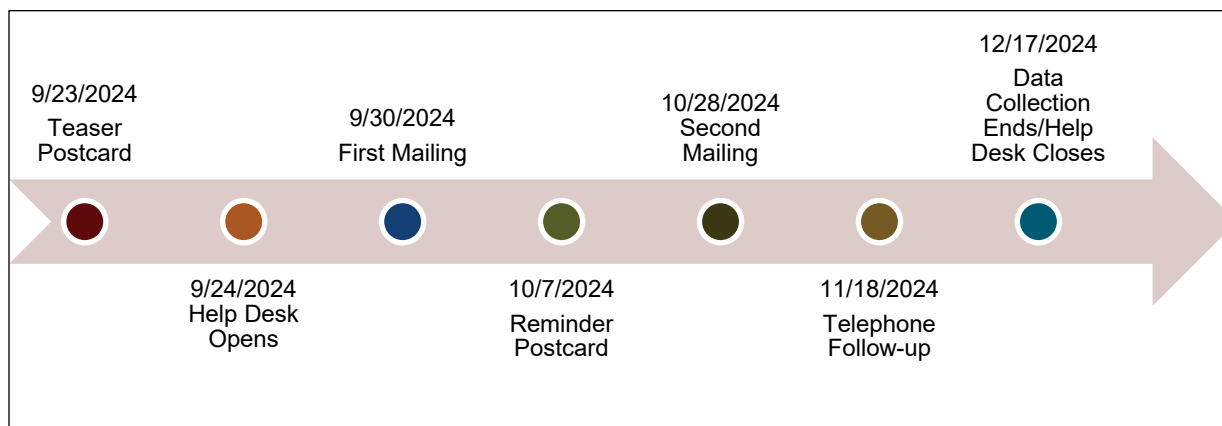 9/23/2024
Teaser
Postcard
9/24/2024
Help Desk
Opens
9/30/2024
First Mailing
10/7/2024
Reminder
Postcard
10/28/2024
Second
Mailing
11/18/2024
Telephone
Follow-up
12/17/2024
Data
Collection
Ends/Help
Desk Closes